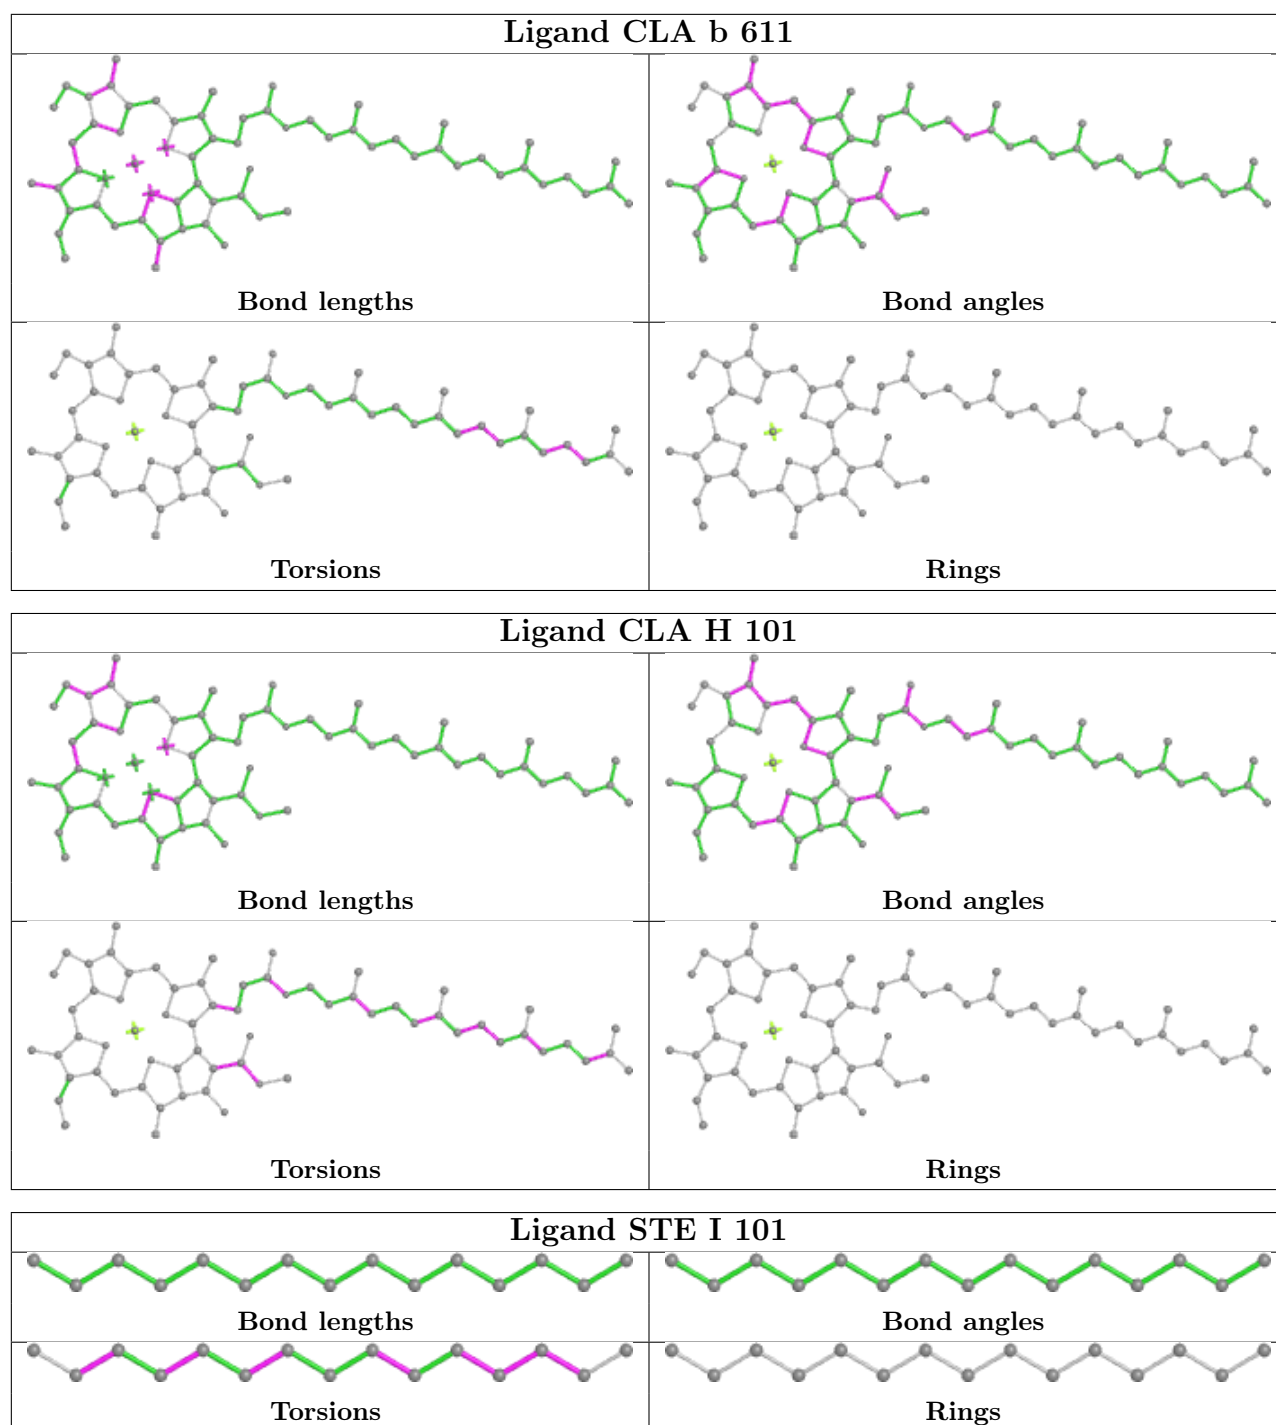 Ligand CLA b 611
Bond lengths
Bond angles
Torsions
Rings
Ligand CLA H 101
Bond lengths
Bond angles
Torsions
Rings
Ligand STE I 101
Bond lengths
Bond angles
Torsions
Rings